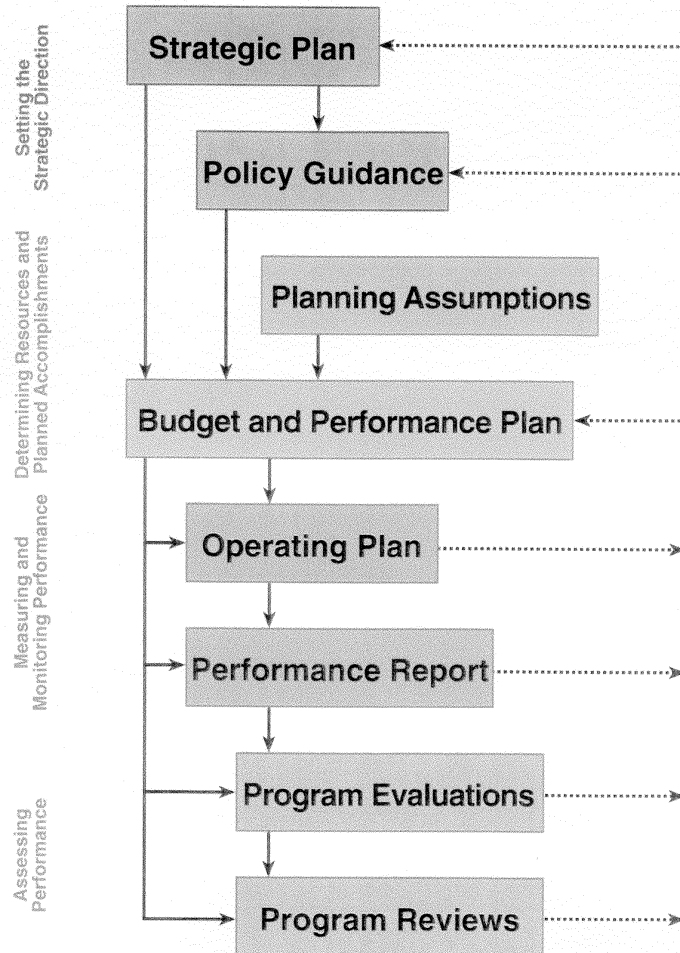 Setting the
Strategic Direction
Strategic Plan
Policy Guidance
Determining Resources and
Planned Accomplishments
Planning Assumptions
Budget and Performance Plan
Measuring and
Monitoring Performance
Operating Plan
Performance Report
Assessing
Performance
Program Evaluations
Program Reviews